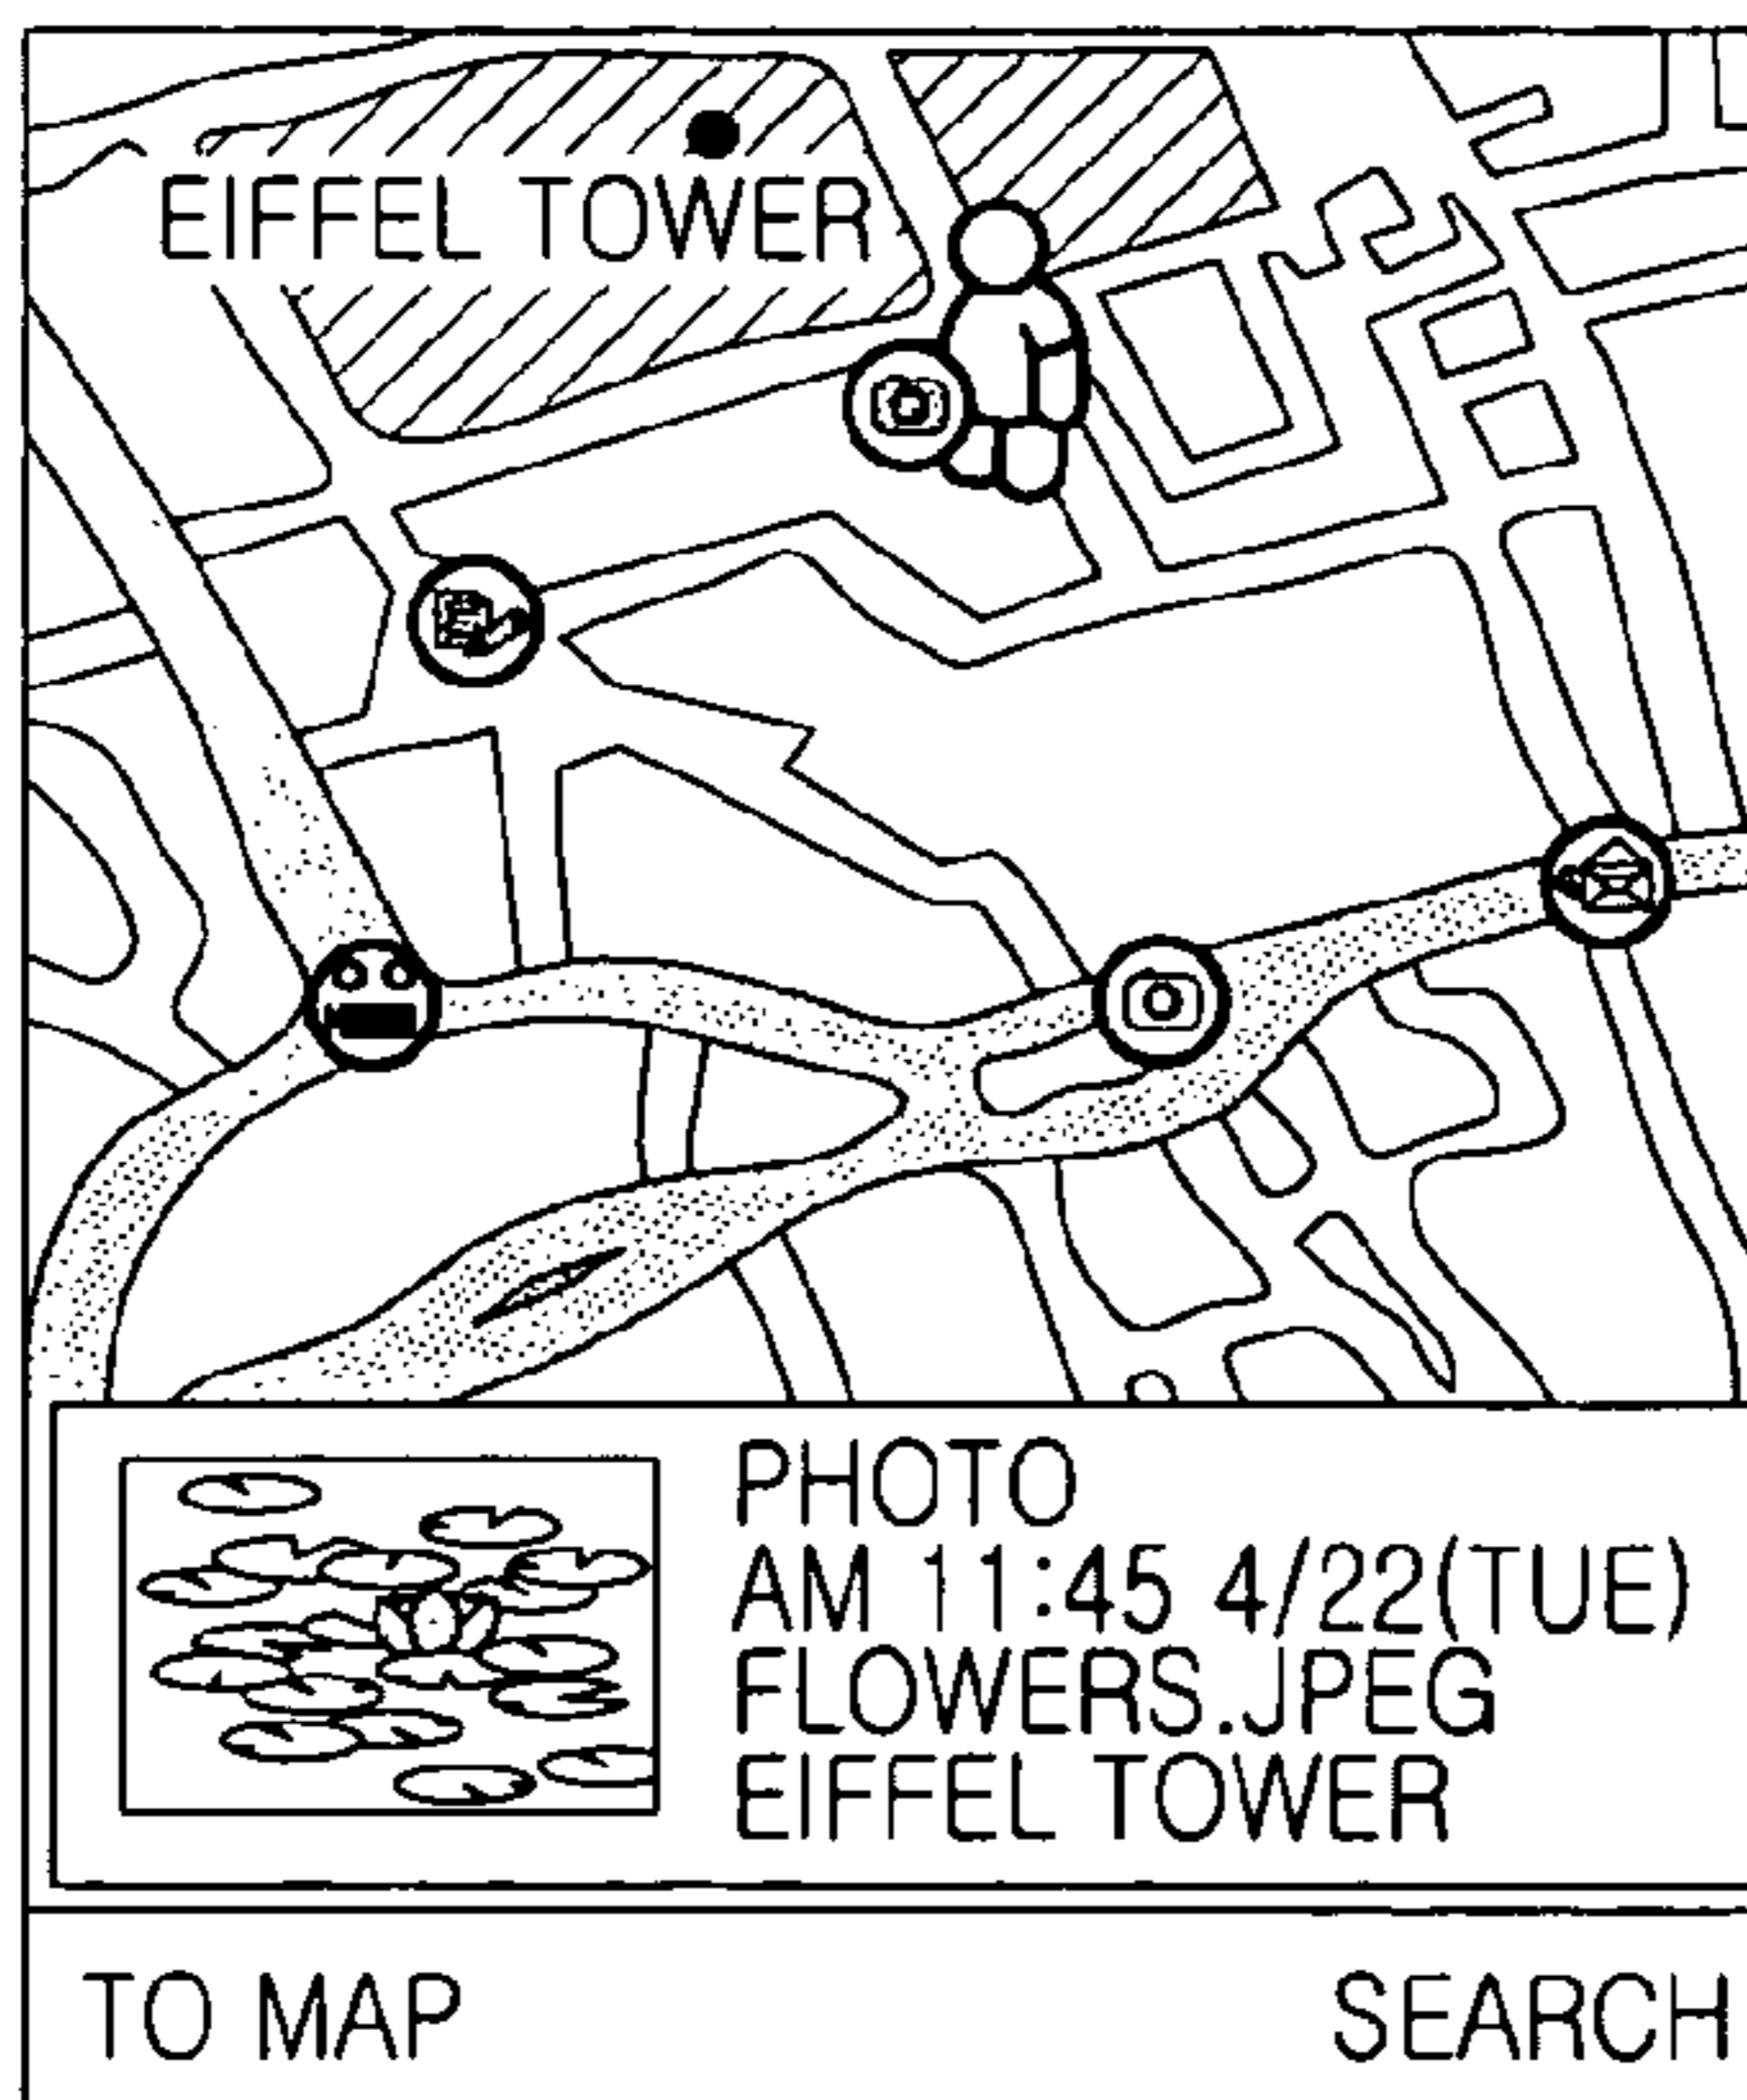 EIFFEL TOWER
PHOTO
AM 11:45 4/22(TUE)
FLOWERS.JPEG
EIFFEL TOWER
TO MAP
SEARCH